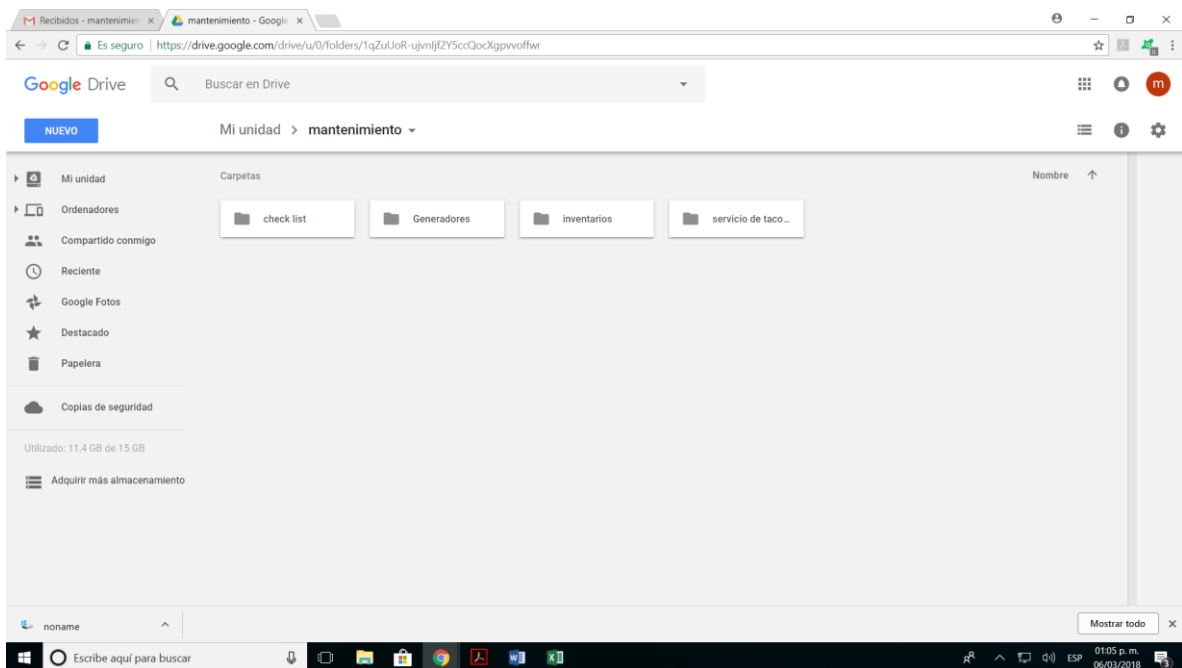 Recibidos - mantenimien
mantenimiento - Google
Es seguro https://drive.google.com/drive/u/0/folders/1qZuUoR-ujvnIjf2Y5ccQocXgpvvoffwr
Google Drive
Buscar en Drive
m
NUEVO
Mi unidad > mantenimiento
Mi unidad
Ordenadores
Compartido conmigo
Reciente
Google Fotos
Destacado
Papelera
Copias de seguridad
Utilizado: 11,4 GB de 15 GB
Adquirir más almacenamiento
Carpetas
Nombre
check list
Generadores
inventarios
servicio de taco...
noname
Mostrar todo
Escribe aquí para buscar
ESP
01:05 p. m.
06/03/2018
3